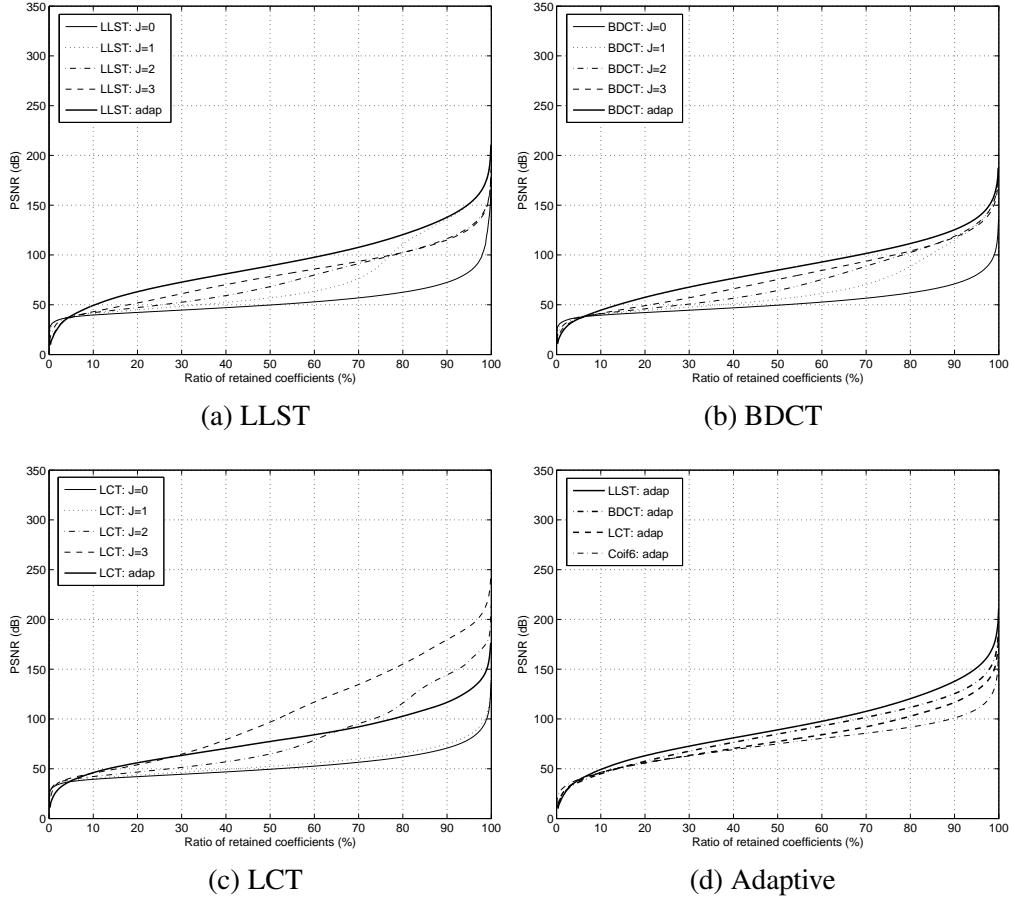 350
300
250
200
150
100
50
0
PSNR (dB)
LLST: J=0
LLST: J=1
LLST: J=2
LLST: J=3
LLST: adap
0 10 20 30 40 50 60 70 80 90 100
Ratio of retained coefficients (%)
(a) LLST
350
300
250
200
150
100
50
0
PSNR (dB)
BDCT: J=0
BDCT: J=1
BDCT: J=2
BDCT: J=3
BDCT: adap
0 10 20 30 40 50 60 70 80 90 100
Ratio of retained coefficients (%)
(b) BDCT
350
300
250
200
150
100
50
0
PSNR (dB)
LCT: J=0
LCT: J=1
LCT: J=2
LCT: J=3
LCT: adap
0 10 20 30 40 50 60 70 80 90 100
Ratio of retained coefficients (%)
(c) LCT
350
300
250
200
150
100
50
0
PSNR (dB)
LLST: adap
BDCT: adap
LCT: adap
Coif6: adap
0 10 20 30 40 50 60 70 80 90 100
Ratio of retained coefficients (%)
(d) Adaptive